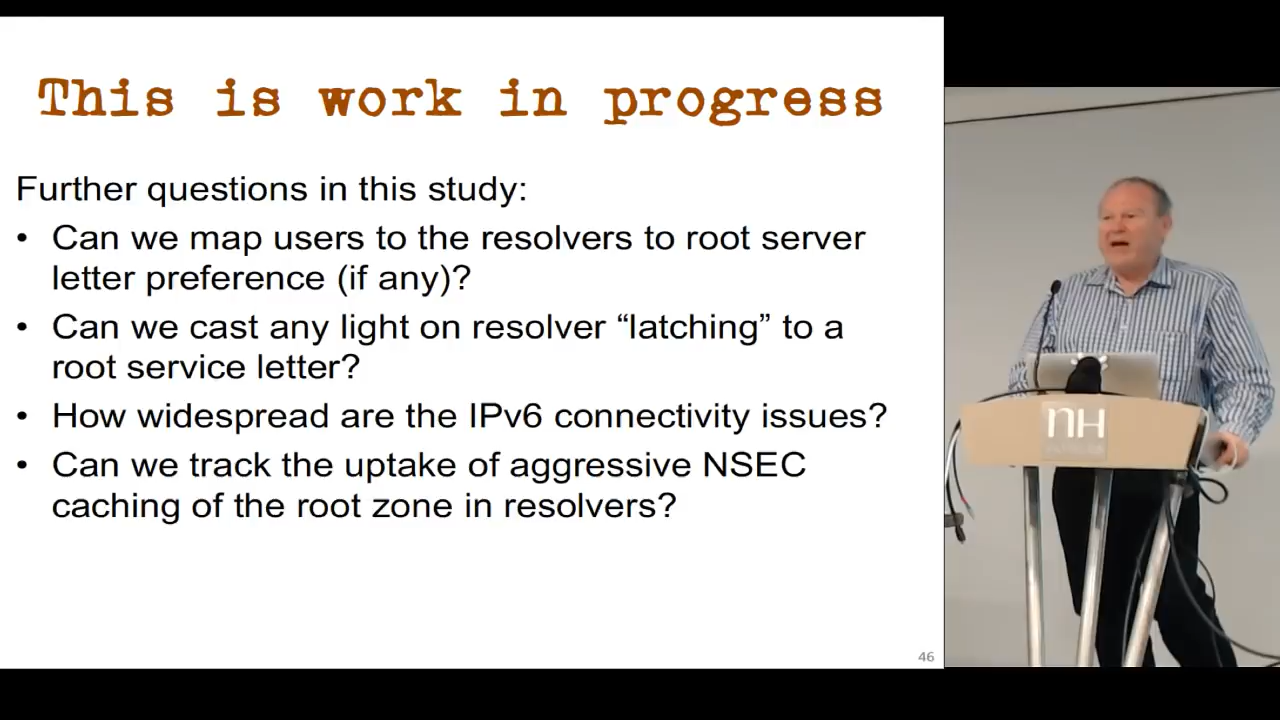 This is work in progress
Further questions in this study:
• Can we map users to the resolvers to root server
letter preference (if any)?
• Can we cast any light on resolver “latching” to a
root service letter?
• How widespread are the IPv6 connectivity issues?
• Can we track the uptake of aggressive NSEC
caching of the root zone in resolvers?
46
nH